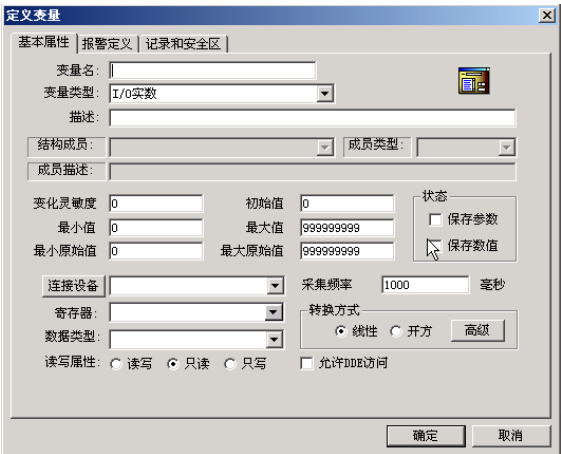 定义变量
基本属性 报警定义 记录和安全区
变量名:
变量类型: I/O实数
描述:
结构成员: 成员类型:
成员描述:
变化灵敏度 0 初始值 0 状态
最小值 0 最大值 999999999 保存参数
最小原始值 0 最大原始值 999999999 保存数值
连接设备 采集频率 1000 毫秒
寄存器: 转换方式
数据类型: 线性 开方 高级
读写属性: 读写 只读 只写 允许DDE访问
确定 取消